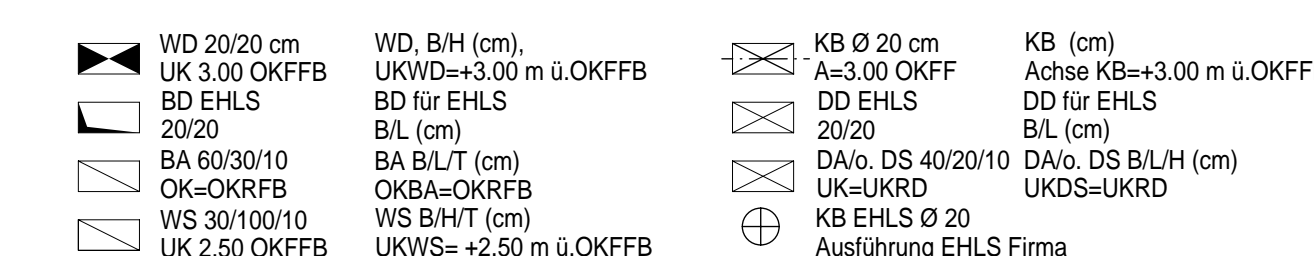 WD 20/20 cm
UK 3.00 OKFFB
WD, B/H (cm),
UKWD=+3.00 m ü.OKFFB
BD EHLS
20/20
BD für EHLS
B/L (cm)
BA 60/30/10
OK=OKRFB
BA B/L/T (cm)
OKBA=OKRFB
WS 30/100/10
UK 2.50 OKFFB
WS B/H/T (cm)
UKWS= +2.50 m ü.OKFFB
KB Ø 20 cm
A=3.00 OKFF
KB (cm)
Achse KB=+3.00 m ü.OKFF
DD EHLS
20/20
DD für EHLS
B/L (cm)
DA/o. DS 40/20/10
UK=UKRD
DA/o. DS B/L/H (cm)
UKDS=UKRD
KB EHLS Ø 20
Ausführung EHLS Firma